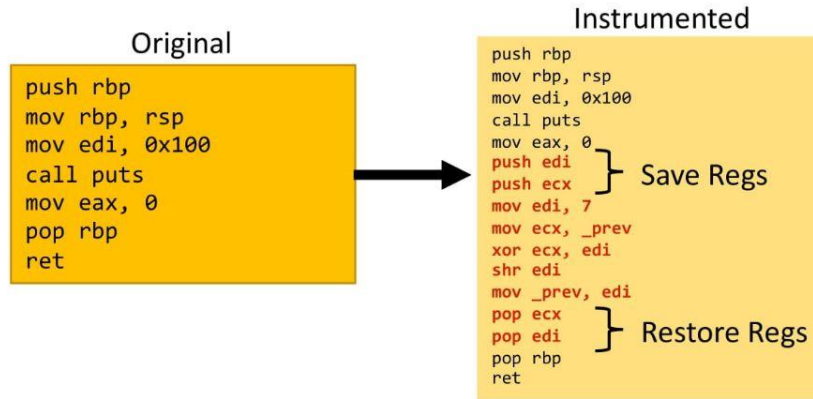 Original
push rbp
mov rbp, rsp
mov edi, 0x100
call puts
mov eax, 0
pop rbp
ret
Instrumented
push rbp
mov rbp, rsp
mov edi, 0x100
call puts
mov eax, 0
push edi
push ecx
Save Regs
mov edi, 7
mov ecx, _prev
xor ecx, edi
shr edi
mov _prev, edi
pop ecx
pop edi
Restore Regs
pop rbp
ret